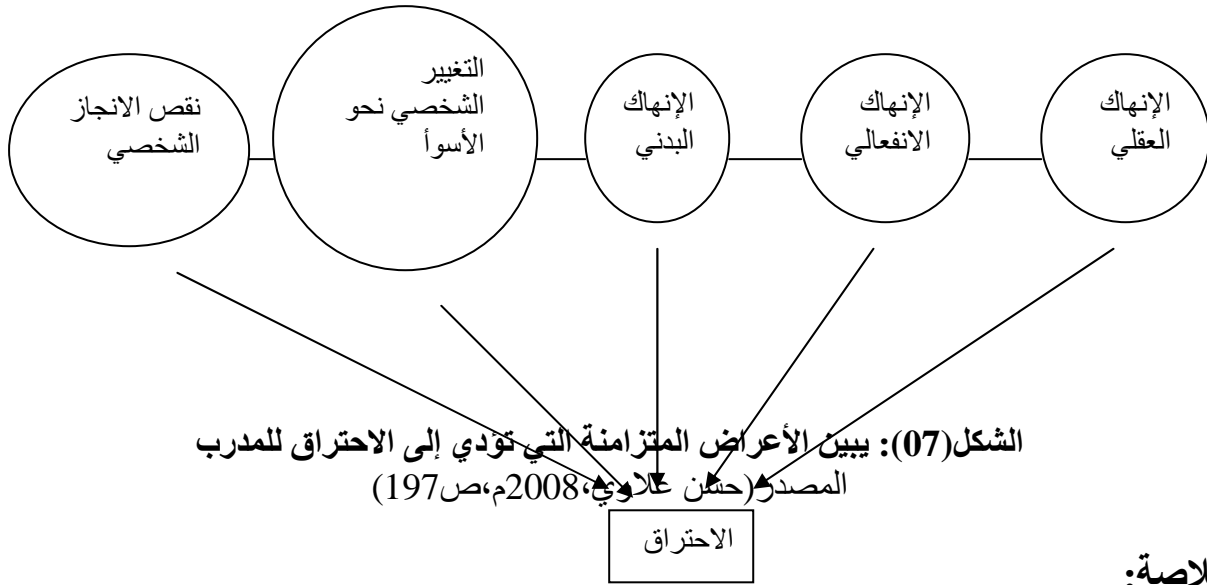 الإنهاك
العقلي
الإنهاك
الانفعالي
الإنهاك
البدني
التغيير
الشخصي نحو
الأسوأ
نقص الانجاز
الشخصي
الشكل(07): يبين الأعراض المتزامنة التي تؤدي إلى الاحتراق للمدرب
المصدر(حسن علاوي،2008م،ص197)
الاحتراق
لاصة: